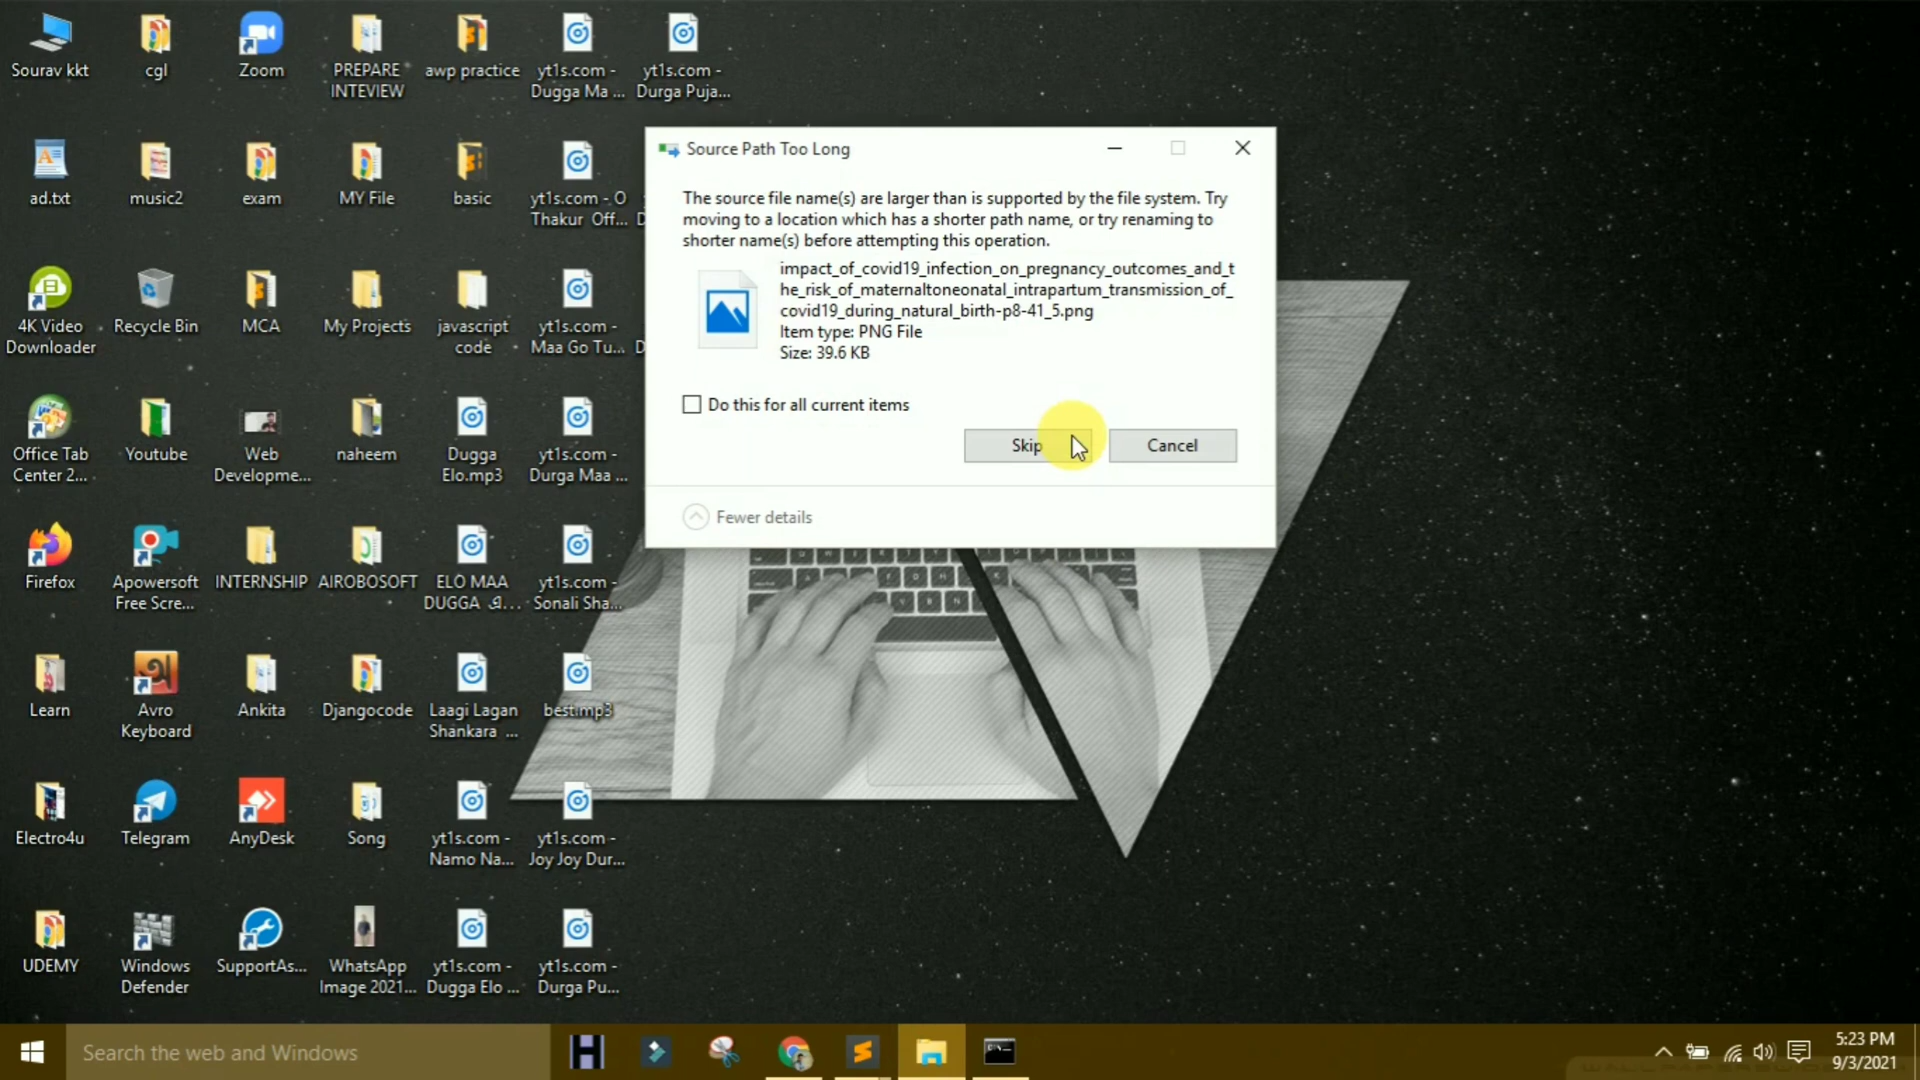 Sourav kkt
cgl
Zoom
PREPARE
INTEVIEW
awp practice
yt1s.com -
Dugga Ma ...
yt1s.com -
Durga Puja...
ad.txt
music2
exam
MY File
basic
yt1s.com - O
Thakur Off...
4K Video
Downloader
Recycle Bin
MCA
My Projects
javascript
code
yt1s.com -
Maa Go Tu...
Office Tab
Center 2...
Youtube
Web
Developme...
naheem
Dugga
Elo.mp3
yt1s.com -
Durga Maa ...
Firefox
Apowersoft
Free Scre...
INTERNSHIP
AIROBOSOFT
ELO MAA
DUGGA এ...
yt1s.com -
Sonali Sha...
Learn
Avro
Keyboard
Ankita
Djangocode
Laagi Lagan
Shankara ...
best.mp3
Electro4u
Telegram
AnyDesk
Song
yt1s.com -
Namo Na...
yt1s.com -
Joy Joy Dur...
UDEMY
Windows
Defender
SupportAs...
WhatsApp
Image 2021...
yt1s.com -
Dugga Elo ...
yt1s.com -
Durga Pu...
Source Path Too Long
The source file name(s) are larger than is supported by the file system. Try
moving to a location which has a shorter path name, or try renaming to
shorter name(s) before attempting this operation.
impact_of_covid19_infection_on_pregnancy_outcomes_and_t
he_risk_of_maternaltoneonatal_intrapartum_transmission_of_
covid19_during_natural_birth-p8-41_5.png
Item type: PNG File
Size: 39.6 KB
Do this for all current items
Skip
Cancel
Fewer details
Search the web and Windows
5:23 PM
9/3/2021